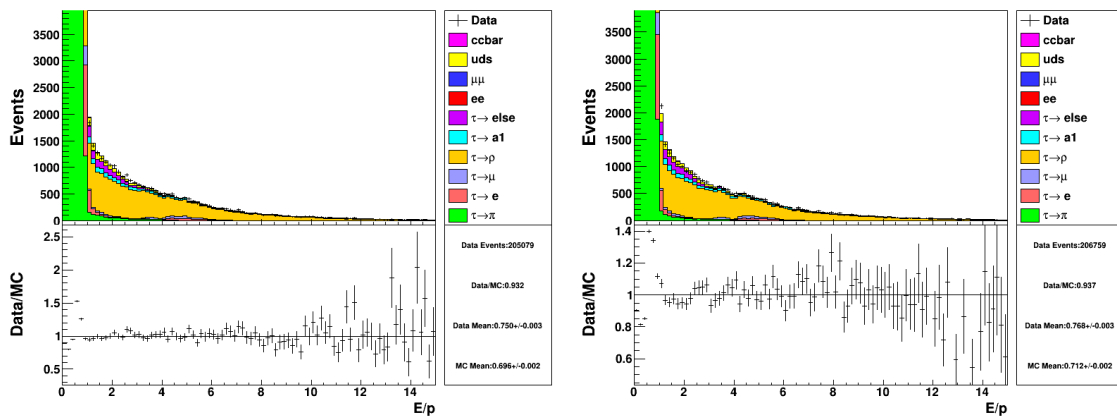 Events
3500
3000
2500
2000
1500
1000
500
0
Data
ccbar
uds
μμ
ee
τ→ else
τ→ a1
τ→ρ
τ→μ
τ→ e
τ→π
Data/MC
2.5
2
1.5
1
0.5
0 2 4 6 8 10 12 14
E/p
Data Events:205079
Data/MC:0.932
Data Mean:0.750+/-0.003
MC Mean:0.696+/-0.002
Events
3500
3000
2500
2000
1500
1000
500
0
Data
ccbar
uds
μμ
ee
τ→ else
τ→ a1
τ→ρ
τ→μ
τ→ e
τ→π
Data/MC
1.4
1.2
1
0.8
0.6
0 2 4 6 8 10 12 14
E/p
Data Events:206759
Data/MC:0.937
Data Mean:0.768+/-0.003
MC Mean:0.712+/-0.002